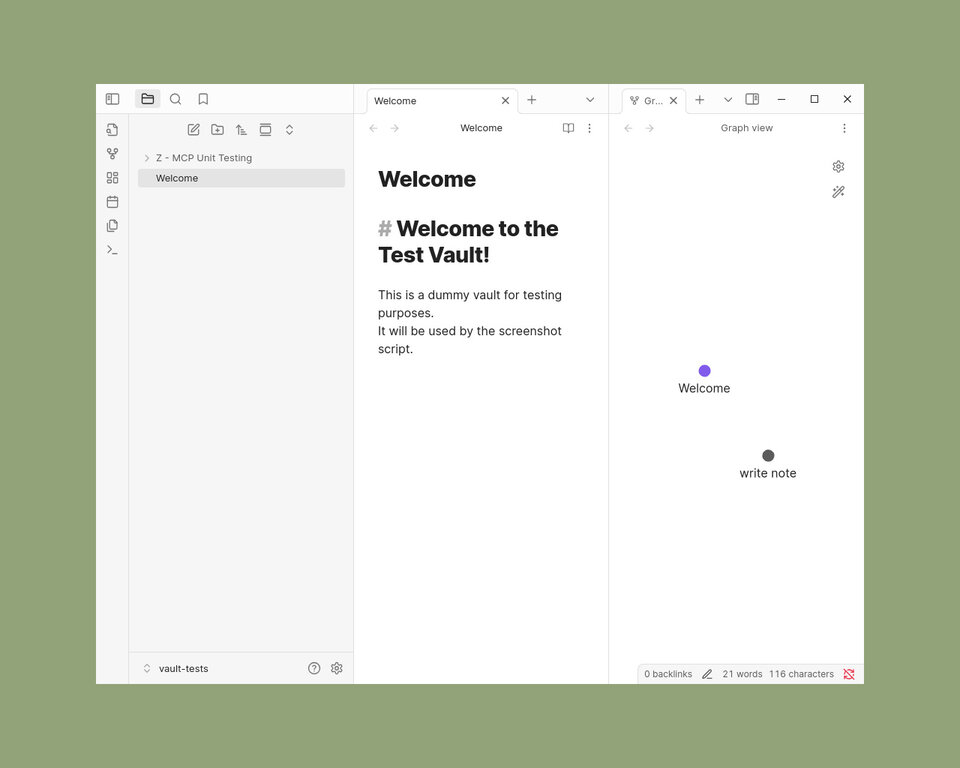 Welcome
Gr...
Welcome
Graph view
Z - MCP Unit Testing
Welcome
Welcome
# Welcome to the
Test Vault!
This is a dummy vault for testing
purposes.
It will be used by the screenshot
script.
Welcome
write note
vault-tests
0 backlinks 21 words 116 characters